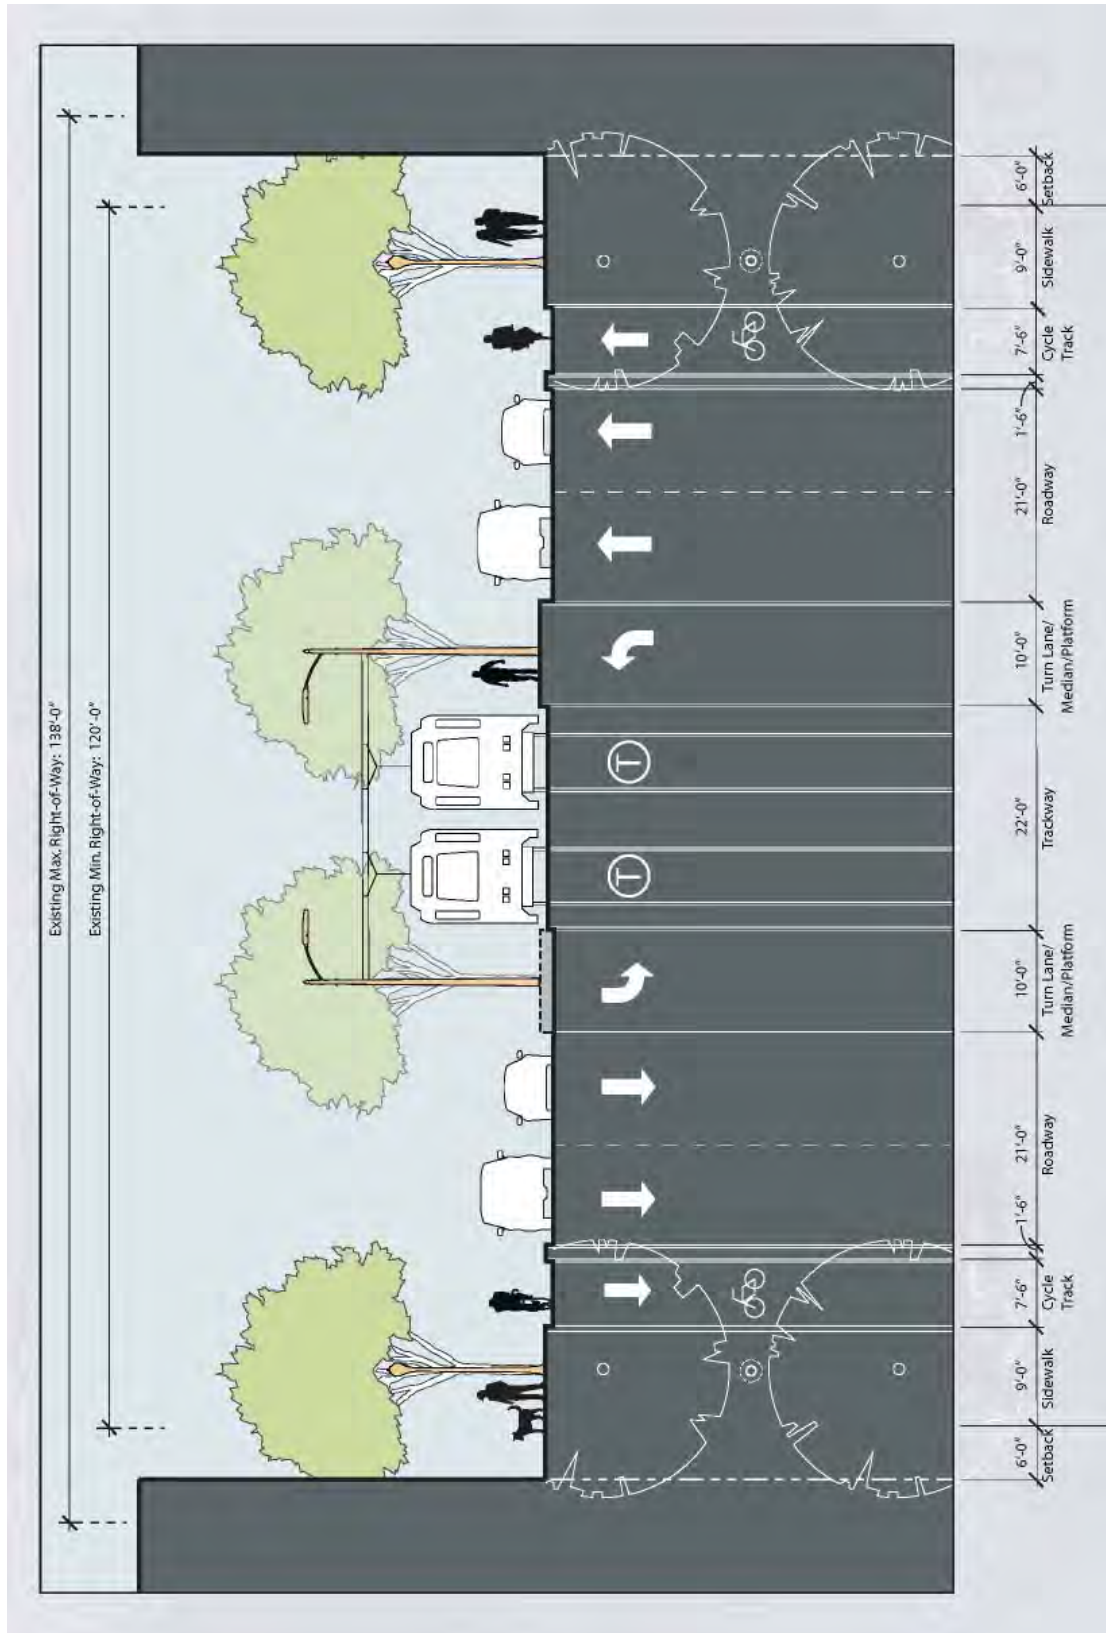 Existing Max. Right-of-Way: 138'-0"
Existing Min. Right-of-Way: 120'-0"
T
T
6'-0"
Setback
9'-0"
Sidewalk
7'-6"
Cycle
Track
1'-6"
21'-0"
Roadway
10'-0"
Turn Lane/
Median/Platform
22'-0"
Trackway
10'-0"
Turn Lane/
Median/Platform
21'-0"
Roadway
1'-6"
7'-6"
Cycle
Track
9'-0"
Sidewalk
6'-0"
Setback